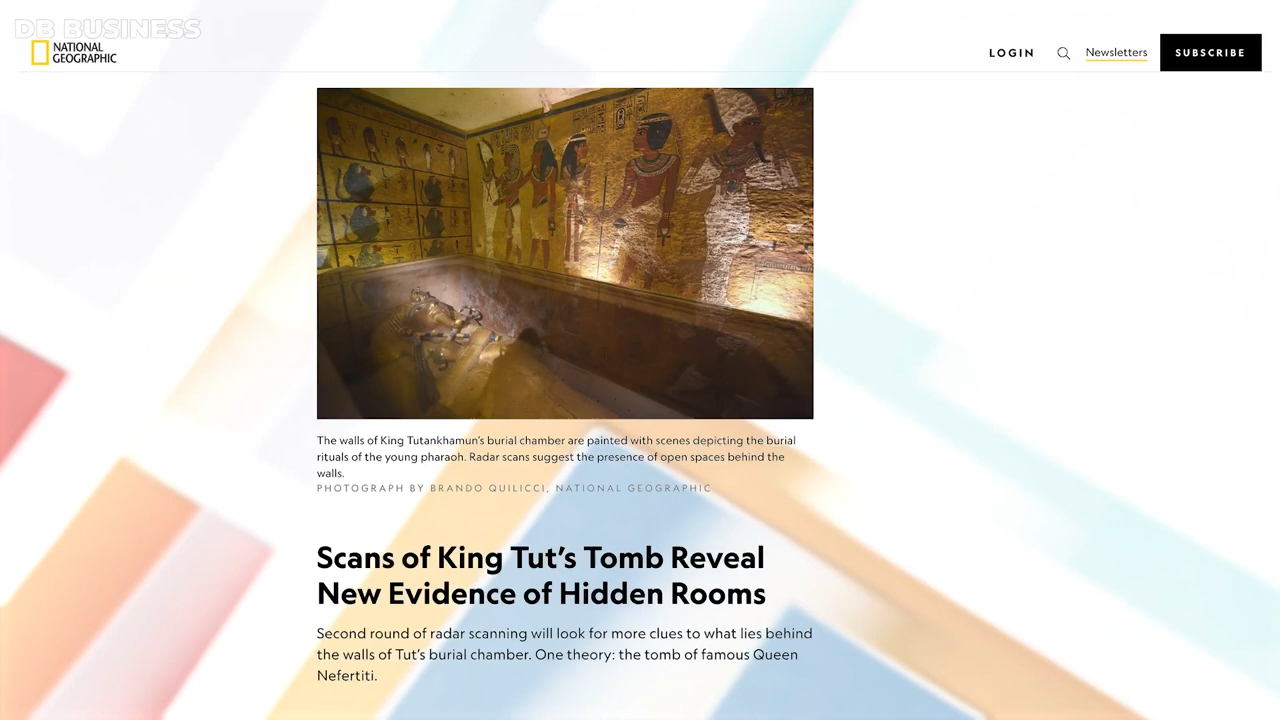 DB BUSINESS
NATIONAL
GEOGRAPHIC
LOGIN
Newsletters
SUBSCRIBE
The walls of King Tutankhamun's burial chamber are painted with scenes depicting the burial
rituals of the young pharaoh. Radar scans suggest the presence of open spaces behind the
walls.
PHOTOGRAPH BY BRANDO QUILICCI, NATIONAL GEOGRAPHIC
Scans of King Tut's Tomb Reveal
New Evidence of Hidden Rooms
Second round of radar scanning will look for more clues to what lies behind
the walls of Tut's burial chamber. One theory: the tomb of famous Queen
Nefertiti.